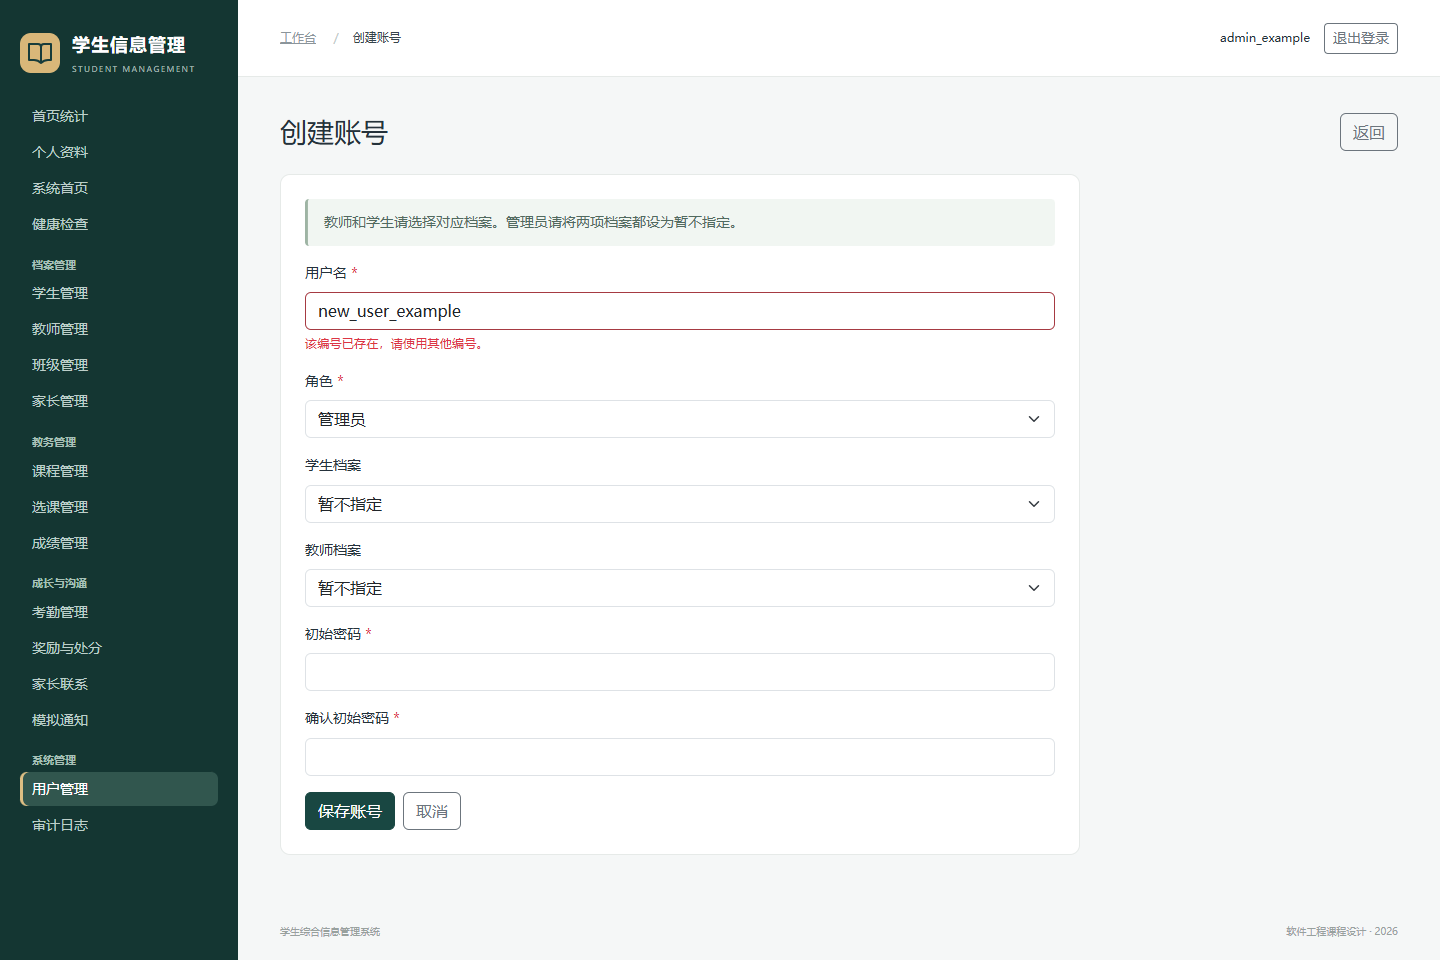 学生信息管理
STUDENT MANAGEMENT
首页统计
个人资料
系统首页
健康检查
档案管理
学生管理
教师管理
班级管理
家长管理
教务管理
课程管理
选课管理
成绩管理
成长与沟通
考勤管理
奖励与处分
家长联系
模拟通知
系统管理
用户管理
审计日志
工作台 / 创建账号
admin_example
退出登录
创建账号
返回
教师和学生请选择对应档案。管理员请将两项档案都设为暂不指定。
用户名 *
new_user_example
该编号已存在，请使用其他编号。
角色 *
管理员
学生档案
暂不指定
教师档案
暂不指定
初始密码 *
确认初始密码 *
保存账号
取消
学生综合信息管理系统
软件工程课程设计 · 2026